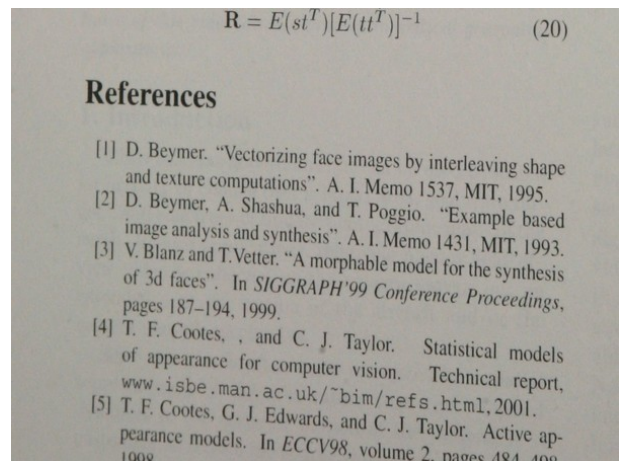 R = E(stᵀ)[E(ttᵀ)]⁻¹ (20)
References
[1] D. Beymer. “Vectorizing face images by interleaving shape
and texture computations”. A. I. Memo 1537, MIT, 1995.
[2] D. Beymer, A. Shashua, and T. Poggio. “Example based
image analysis and synthesis”. A. I. Memo 1431, MIT, 1993.
[3] V. Blanz and T.Vetter. “A morphable model for the synthesis
of 3d faces”. In SIGGRAPH’99 Conference Proceedings,
pages 187–194, 1999.
[4] T. F. Cootes, , and C. J. Taylor. Statistical models
of appearance for computer vision. Technical report,
www.isbe.man.ac.uk/~bim/refs.html, 2001.
[5] T. F. Cootes, G. J. Edwards, and C. J. Taylor. Active ap-
pearance models. In ECCV98, volume 2, pages
1998.